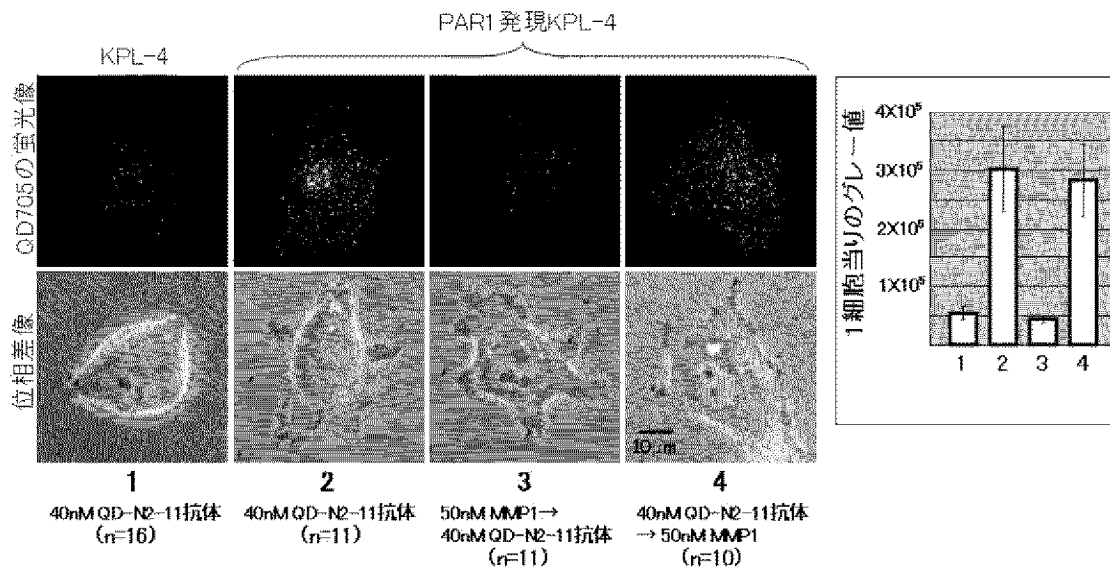 PAR1発現KPL-4
KPL-4
QD705の蛍光像
位相差像
10 μm
1
40nM QD-N2-11抗体
(n=16)
2
40nM QD-N2-11抗体
(n=11)
3
50nM MMP1→
40nM QD-N2-11抗体
(n=11)
4
40nM QD-N2-11抗体
→50nM MMP1
(n=10)
1細胞当りのグレー値
4X10⁵
3X10⁵
2X10⁵
1X10⁵
1 2 3 4